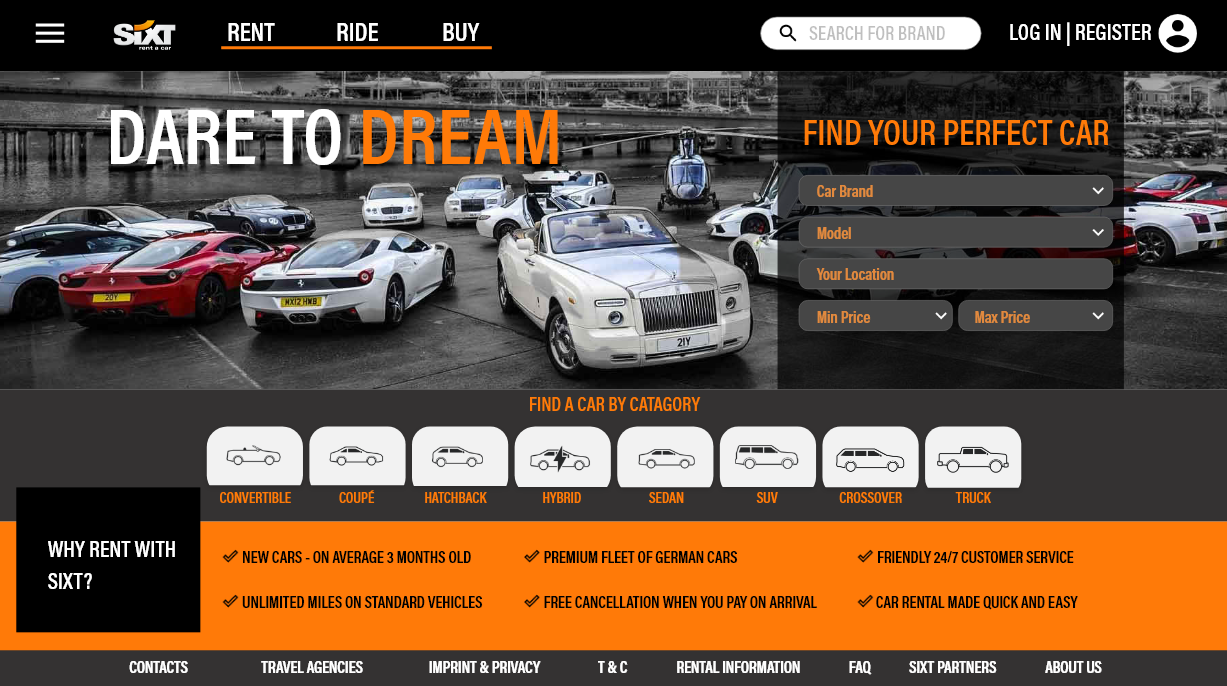 SIXT
rent a car
RENT
RIDE
BUY
SEARCH FOR BRAND
LOG IN | REGISTER
DARE TO DREAM
FIND YOUR PERFECT CAR
Car Brand
Model
Your Location
Min Price
Max Price
20Y
MX12 HWB
21Y
FIND A CAR BY CATAGORY
CONVERTIBLE
COUPÉ
HATCHBACK
HYBRID
SEDAN
SUV
CROSSOVER
TRUCK
WHY RENT WITH
SIXT?
NEW CARS - ON AVERAGE 3 MONTHS OLD
PREMIUM FLEET OF GERMAN CARS
FRIENDLY 24/7 CUSTOMER SERVICE
UNLIMITED MILES ON STANDARD VEHICLES
FREE CANCELLATION WHEN YOU PAY ON ARRIVAL
CAR RENTAL MADE QUICK AND EASY
CONTACTS
TRAVEL AGENCIES
IMPRINT & PRIVACY
T & C
RENTAL INFORMATION
FAQ
SIXT PARTNERS
ABOUT US